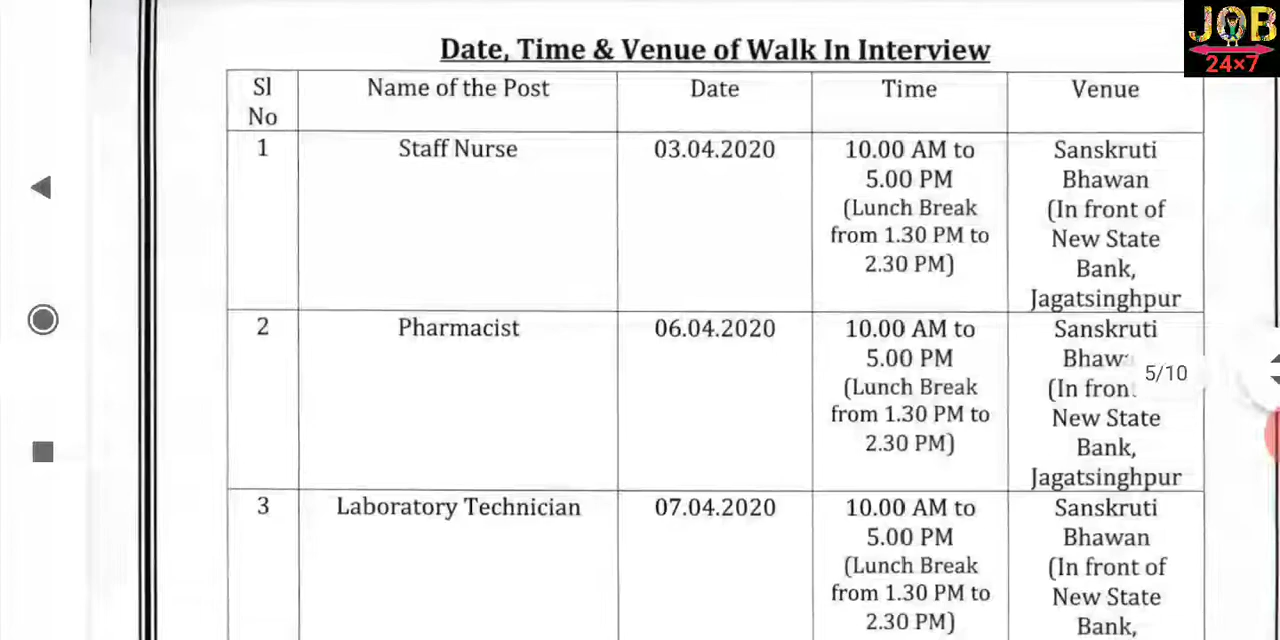 JOB
24×7
Date, Time & Venue of Walk In Interview
Sl No	Name of the Post	Date	Time	Venue
1	Staff Nurse	03.04.2020	10.00 AM to	Sanskruti
5.00 PM	Bhawan
(Lunch Break	(In front of
from 1.30 PM to	New State
2.30 PM)	Bank,
Jagatsinghpur
2	Pharmacist	06.04.2020	10.00 AM to	Sanskruti
5.00 PM
(Lunch Break	(In
from 1.30 PM to	New State
2.30 PM)	Bank,
Jagatsinghpur
5/10
3	Laboratory Technician	07.04.2020	10.00 AM to	Sanskruti
5.00 PM	Bhawan
(Lunch Break	(In front of
from 1.30 PM to	New State
2.30 PM)	Bank,